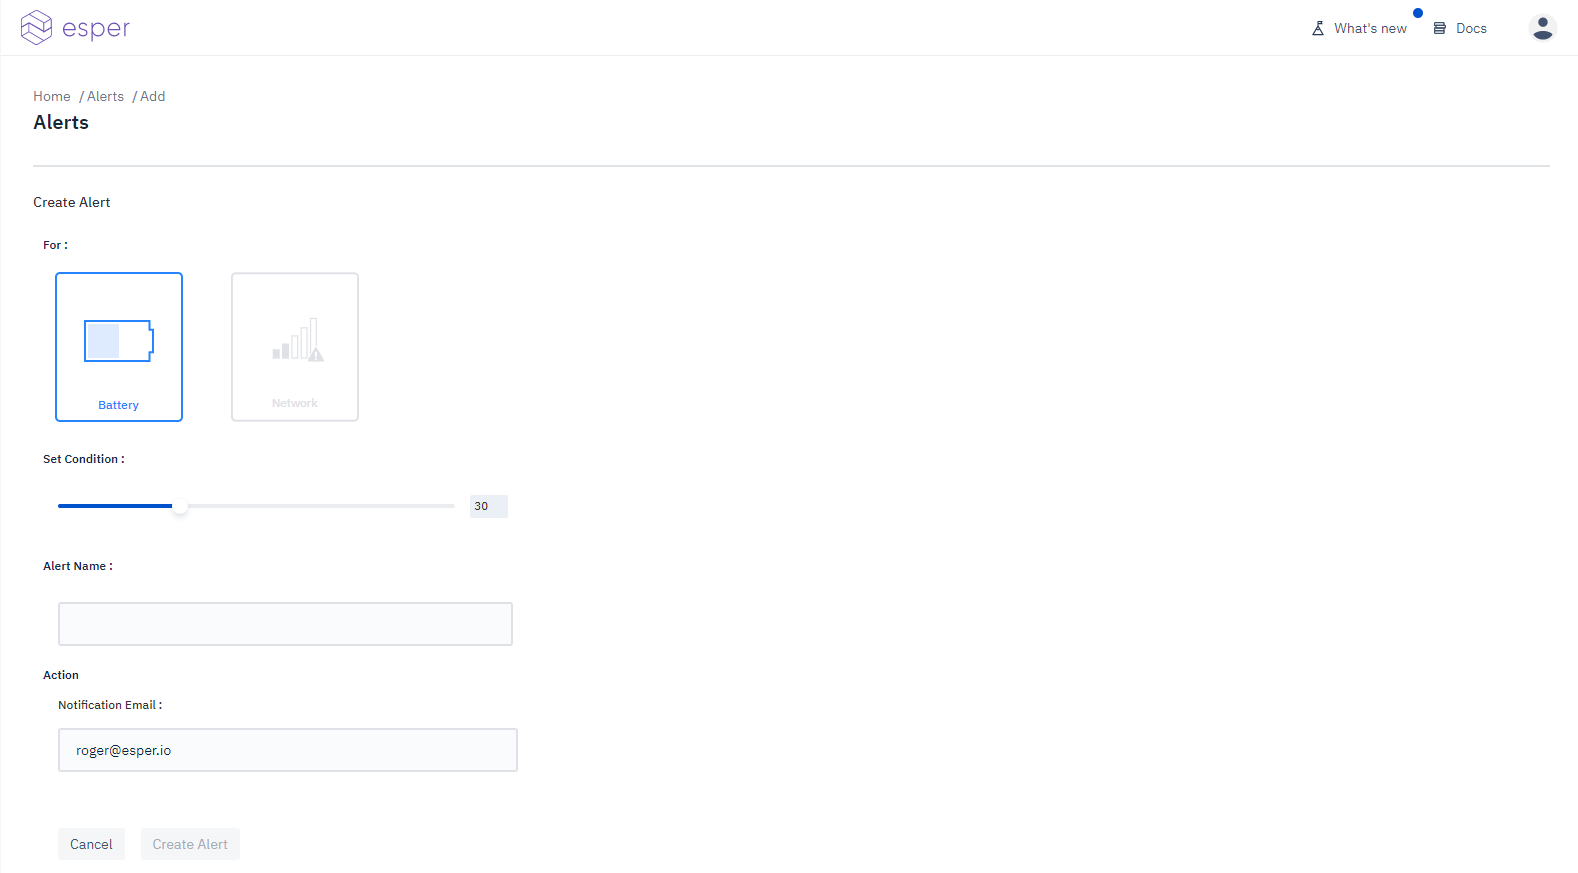 esper
What's new
Docs
Home / Alerts / Add
Alerts
Create Alert
For :
Battery
Network
Set Condition :
30
Alert Name :
Action
Notification Email :
roger@esper.io
Cancel
Create Alert